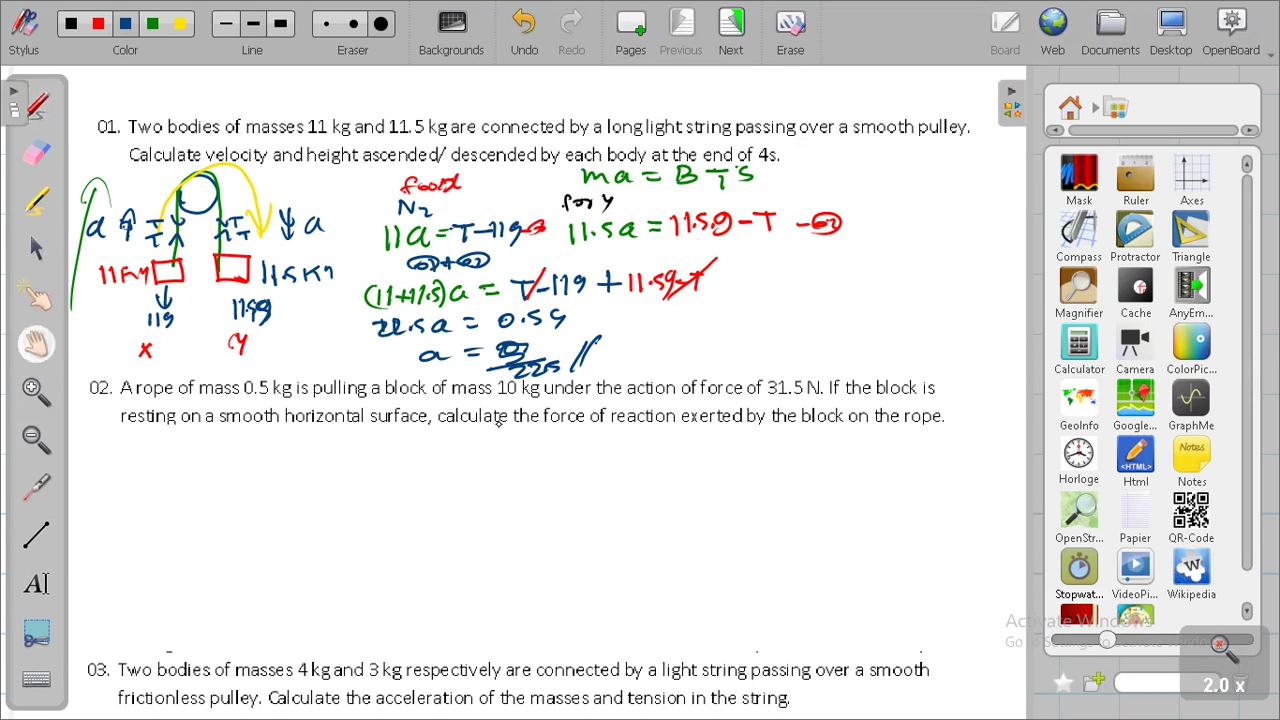 Stylus
Color
Line
Eraser
Backgrounds
Undo
Redo
Pages
Previous
Next
Erase
Board
Web
Documents
Desktop
OpenBoard
01. Two bodies of masses 11 kg and 11.5 kg are connected by a long light string passing over a smooth pulley.
Calculate velocity and height ascended/ descended by each body at the end of 4s.
ma = B T S
N2
for y
a T T a
11a = T - 11g
11.5a = 11.5g - T
11 kg 11.5 kg
(11+11.5)a = T - 11g + 11.5g - T
11g 11.5g
22.5a = 0.5g
x y
a =
225
02. A rope of mass 0.5 kg is pulling a block of mass 10 kg under the action of force of 31.5 N. If the block is
resting on a smooth horizontal surface, calculate the force of reaction exerted by the block on the rope.
03. Two bodies of masses 4 kg and 3 kg respectively are connected by a light string passing over a smooth
frictionless pulley. Calculate the acceleration of the masses and tension in the string.
Mask
Ruler
Axes
Compass
Protractor
Triangle
Magnifier
Cache
AnyEm...
Calculator
Camera
ColorPic...
GeoInfo
Google...
GraphMe...
Horloge
Html
Notes
OpenStr...
Papier
QR-Code
Stopwat...
VideoPi...
Wikipedia
Activate Windows
2.0 x